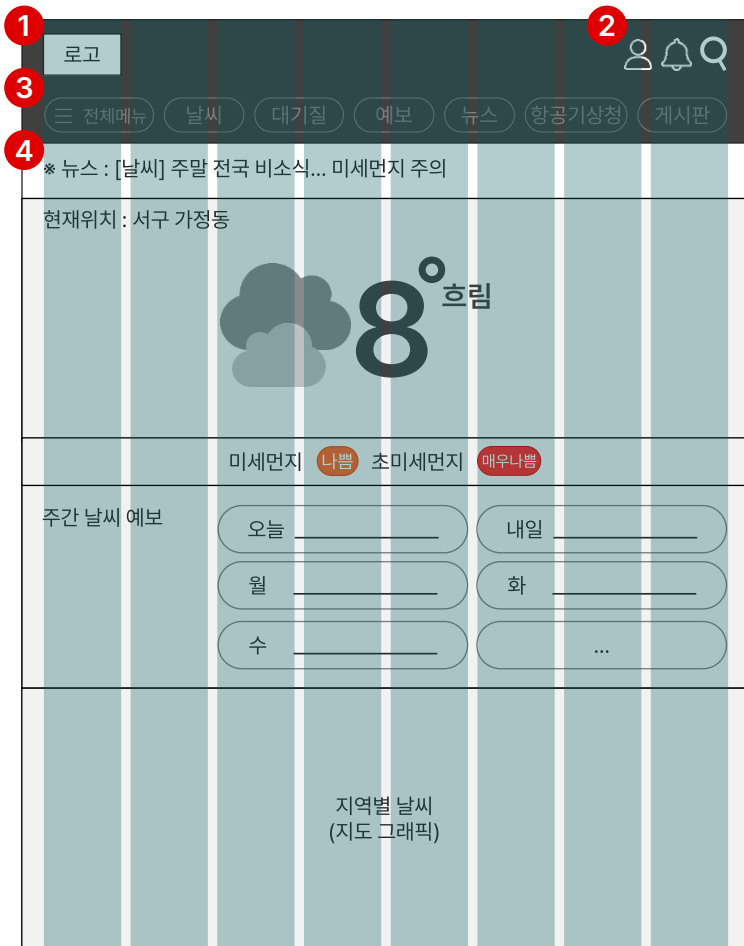 1
2
로고
3
전체메뉴 날씨 대기질 예보 뉴스 항공기상청 게시판
4
※ 뉴스 : [날씨] 주말 전국 비소식... 미세먼지 주의
현재위치 : 서구 가정동
8° 흐림
미세먼지 나쁨 초미세먼지 매우나쁨
주간 날씨 예보
오늘 내일
월 화
수 ...
지역별 날씨
(지도 그래픽)